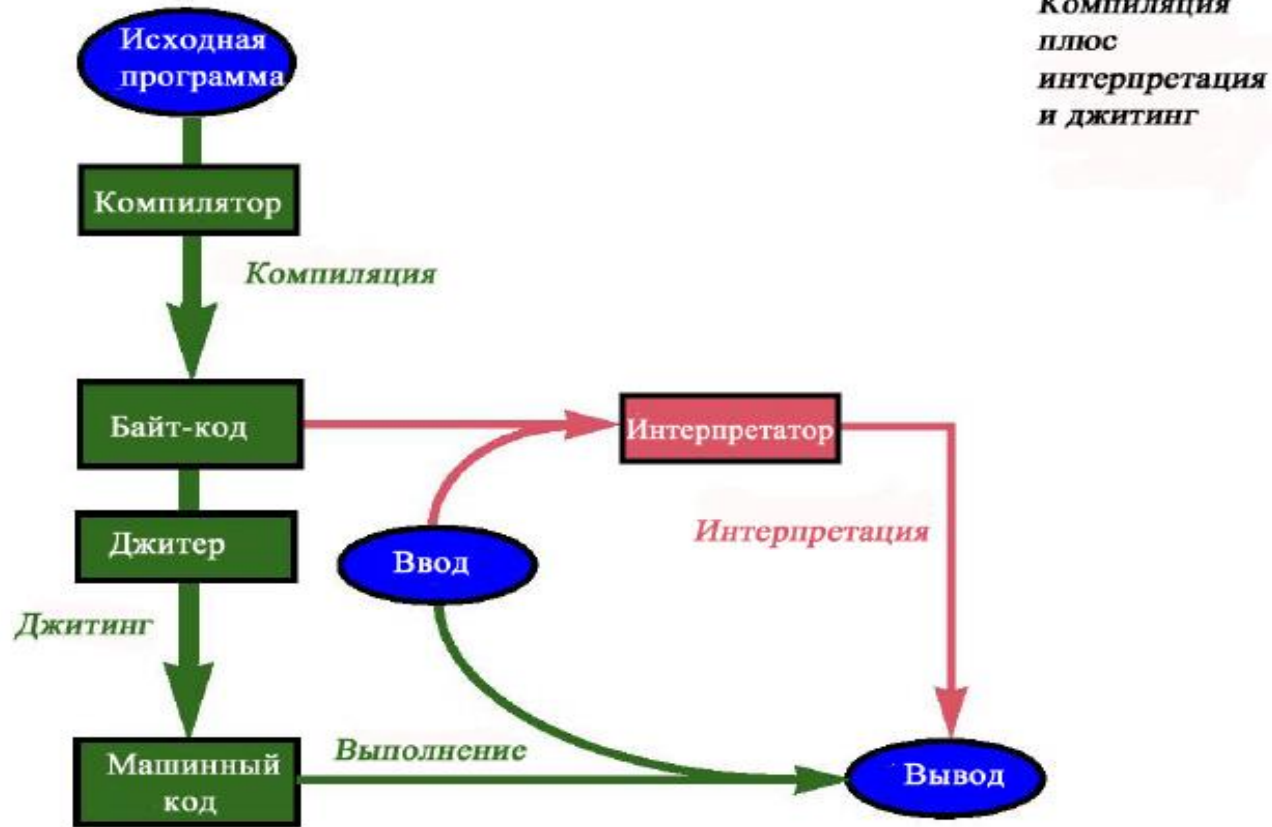 Компиляция
плюс
интерпретация
и джитинг
Исходная
программа
Компилятор
Компиляция
Байт-код
Интерпретатор
Джитер
Ввод
Интерпретация
Джитинг
Машинный
код
Выполнение
Вывод